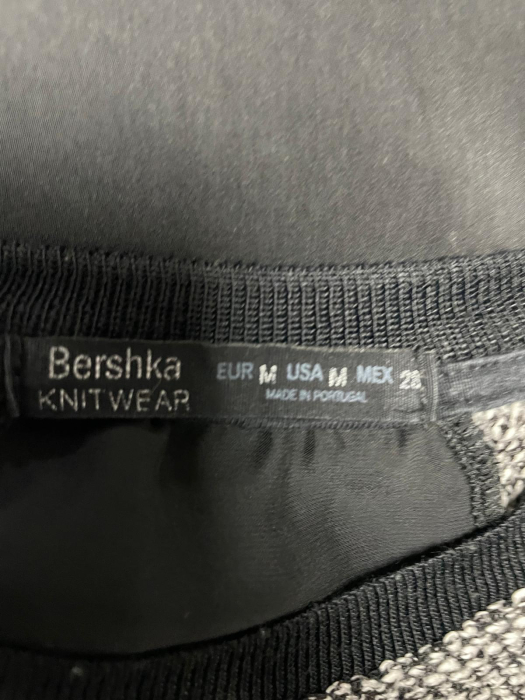 Bershka
KNITWEAR
EUR M USA M MEX 28
MADE IN PORTUGAL